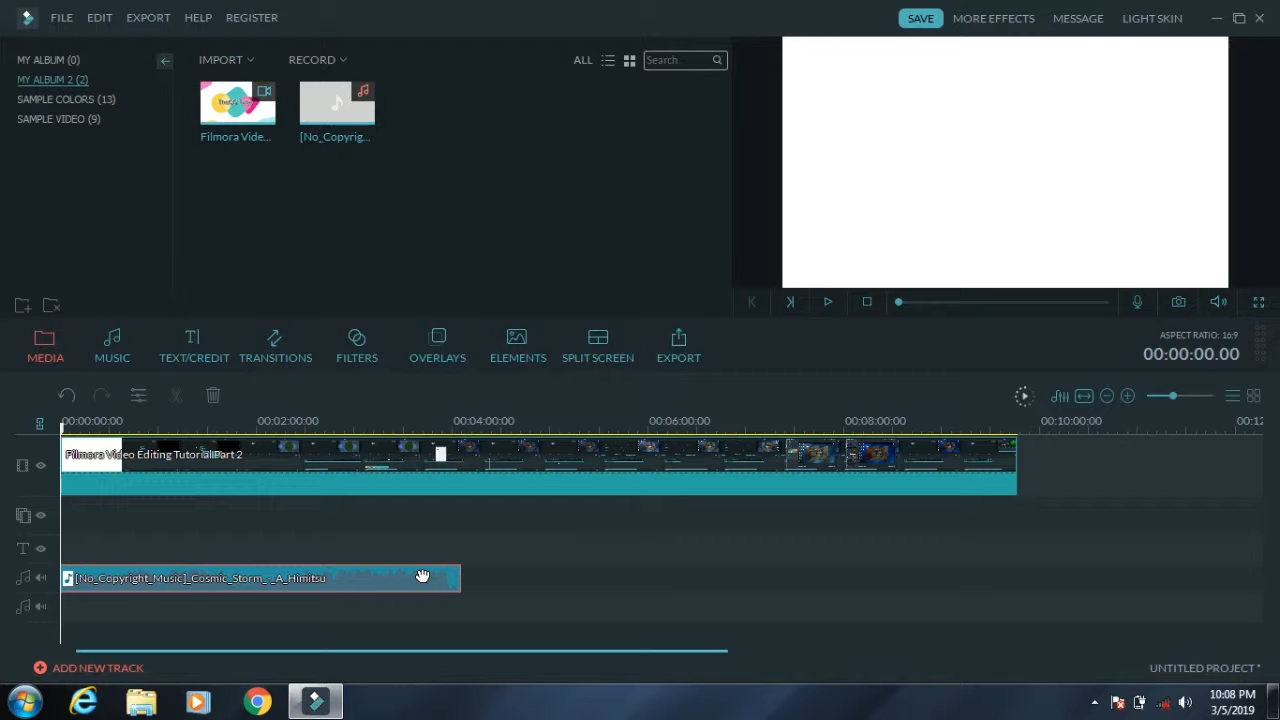 FILE EDIT EXPORT HELP REGISTER SAVE MORE EFFECTS MESSAGE LIGHT SKIN
MY ALBUM (0)
MY ALBUM 2 (2)
SAMPLE COLORS (13)
SAMPLE VIDEO (9)
IMPORT RECORD ALL Search
Filmora Vide... [No_Copyrig...
MEDIA MUSIC TEXT/CREDIT TRANSITIONS FILTERS OVERLAYS ELEMENTS SPLIT SCREEN EXPORT
ASPECT RATIO: 16:9
00:00:00.00
00:00:00:00 00:02:00:00 00:04:00:00 00:06:00:00 00:08:00:00 00:10:00:00 00:12
Filmora Video Editing Tutorial Part 2
[No_Copyright_Music]_Cosmic_Storm_-_A_Himitsu
ADD NEW TRACK
UNTITLED PROJECT *
10:08 PM
3/5/2019